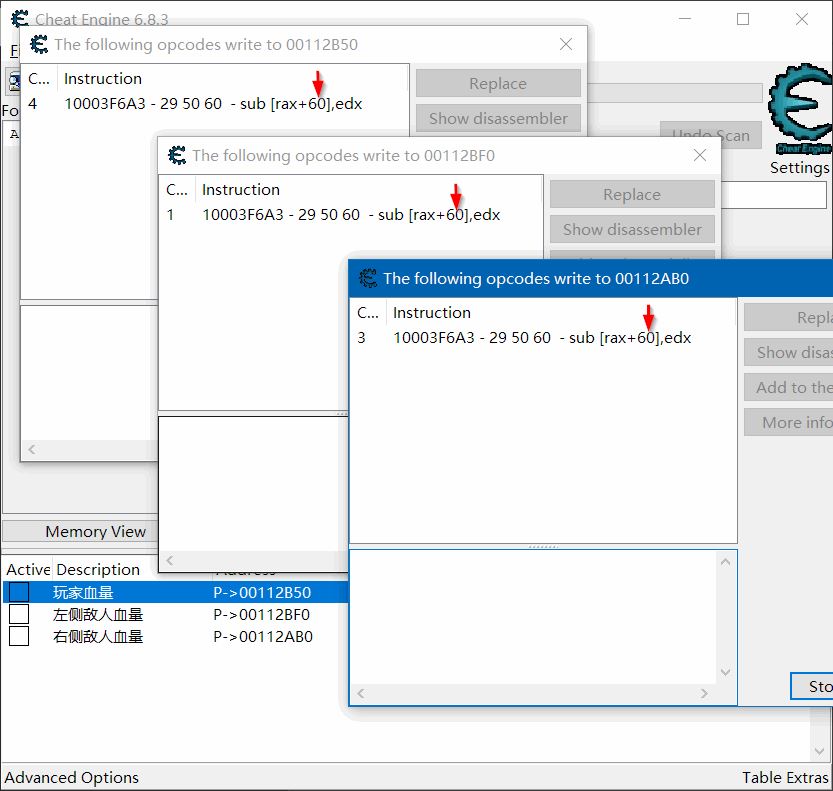 Cheat Engine 6.8.3
The following opcodes write to 00112B50
C... Instruction
4 10003F6A3 - 29 50 60 - sub [rax+60],edx
Replace
Show disassembler
Undo Scan
Cheat Engine
Settings
The following opcodes write to 00112BF0
C... Instruction
1 10003F6A3 - 29 50 60 - sub [rax+60],edx
Replace
Show disassembler
The following opcodes write to 00112AB0
C... Instruction
3 10003F6A3 - 29 50 60 - sub [rax+60],edx
Repla
Show disas
Add to the
More info
Memory View
Active Description Address
玩家血量 P->00112B50
左侧敌人血量 P->00112BF0
右侧敌人血量 P->00112AB0
Sto
Advanced Options
Table Extras